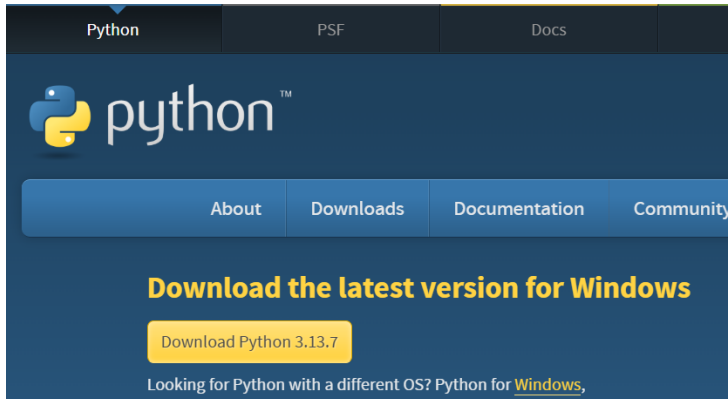 Python PSF Docs
python™
About Downloads Documentation Community
Download the latest version for Windows
Download Python 3.13.7
Looking for Python with a different OS? Python for Windows,